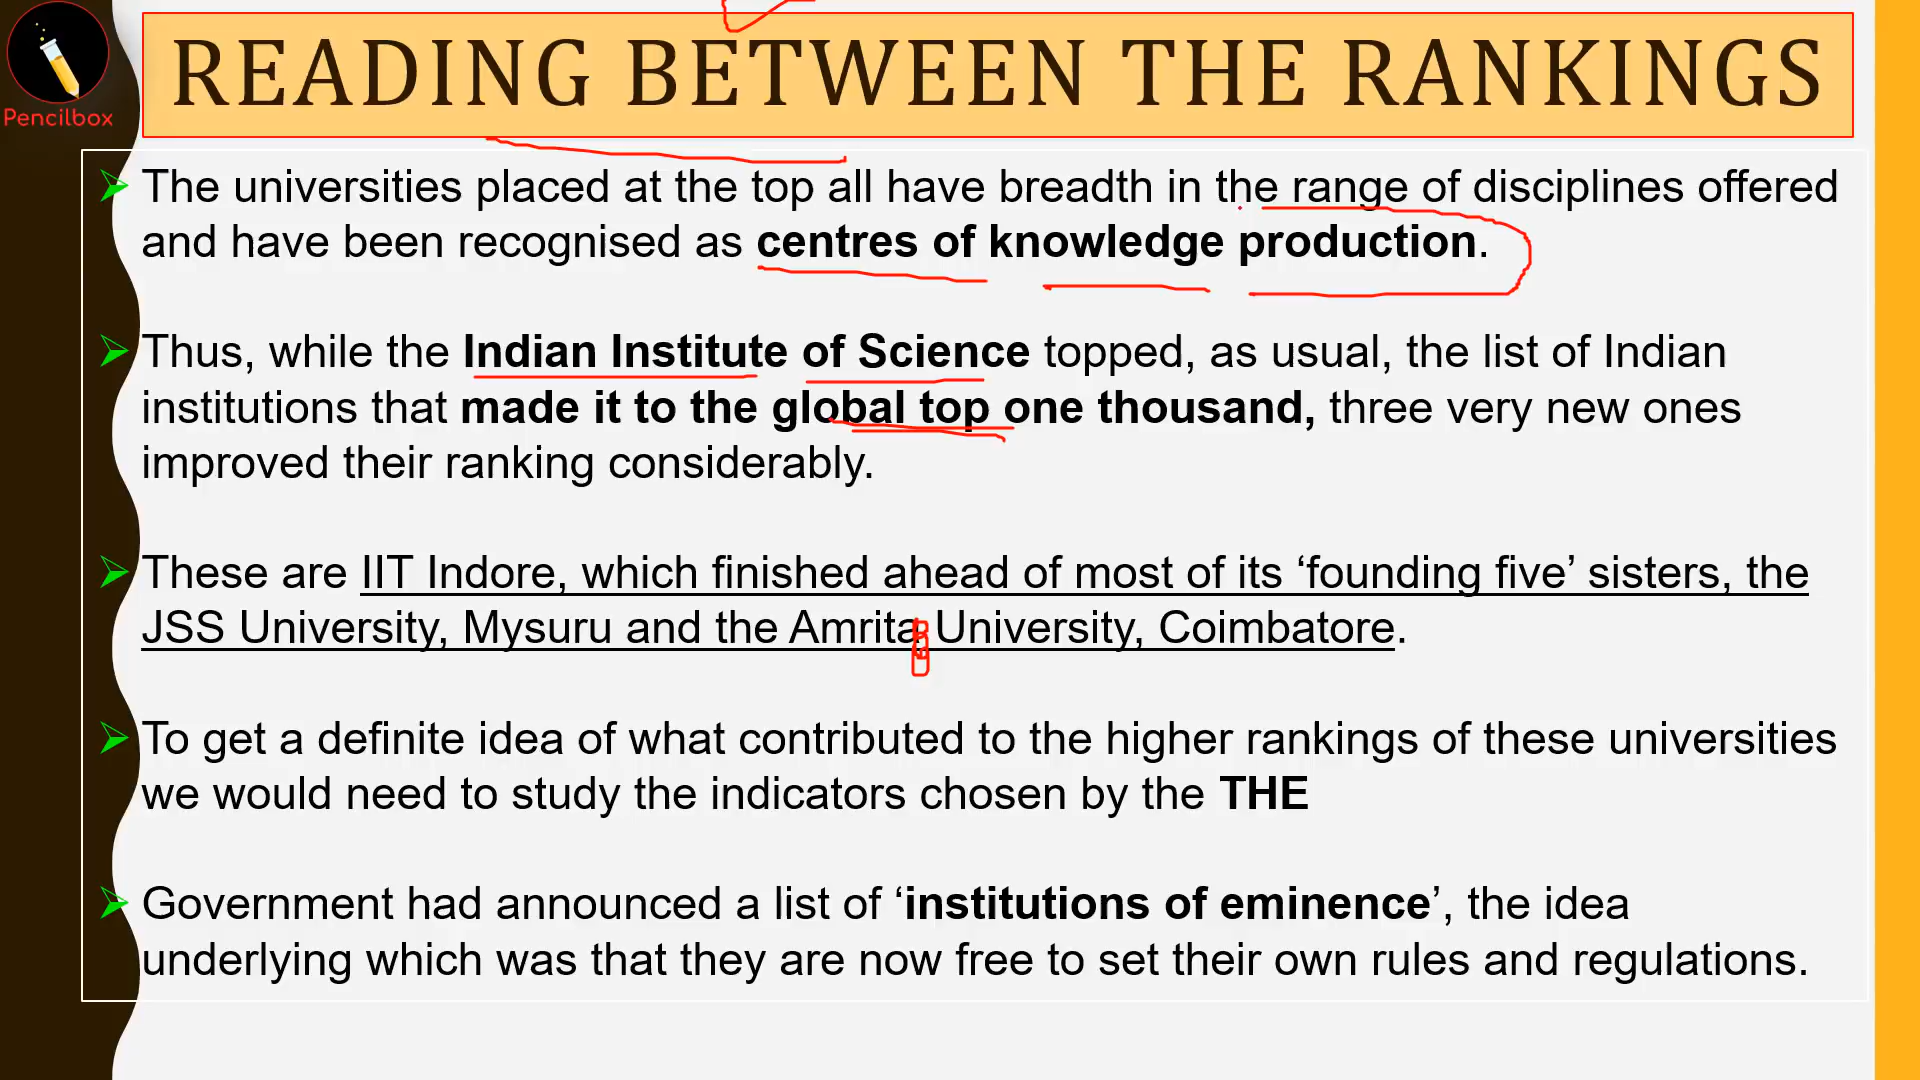 Pencilbox
READING BETWEEN THE RANKINGS
The universities placed at the top all have breadth in the range of disciplines offered
and have been recognised as centres of knowledge production.
Thus, while the Indian Institute of Science topped, as usual, the list of Indian
institutions that made it to the global top one thousand, three very new ones
improved their ranking considerably.
These are IIT Indore, which finished ahead of most of its ‘founding five’ sisters, the
JSS University, Mysuru and the Amrita University, Coimbatore.
To get a definite idea of what contributed to the higher rankings of these universities
we would need to study the indicators chosen by the THE
Government had announced a list of ‘institutions of eminence’, the idea
underlying which was that they are now free to set their own rules and regulations.